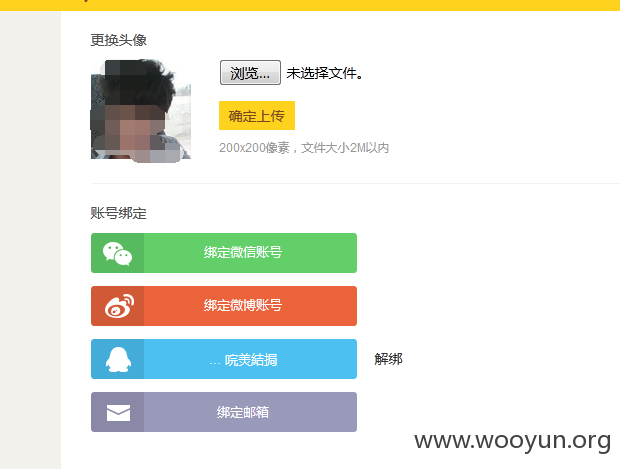 更换头像
浏览... 未选择文件。
确定上传
200x200像素，文件大小2M以内
账号绑定
绑定微信账号
绑定微博账号
... 皖美結掲 解绑
绑定邮箱
www.wooyun.org